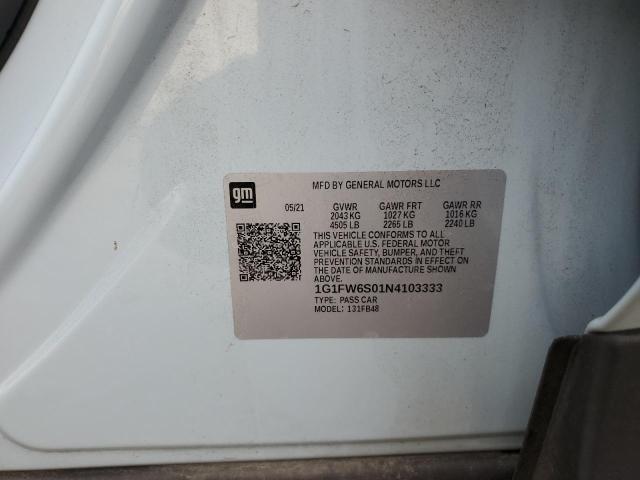 gm
MFD BY GENERAL MOTORS LLC
05/21 GVWR GAWR FRT GAWR RR
2043 KG 1027 KG 1016 KG
4505 LB 2265 LB 2240 LB
THIS VEHICLE CONFORMS TO ALL
APPLICABLE U.S. FEDERAL MOTOR
VEHICLE SAFETY, BUMPER, AND THEFT
PREVENTION STANDARDS IN EFFECT ON
THE DATE OF MANUFACTURE SHOWN
ABOVE.
1G1FW6S01N4103333
TYPE: PASS CAR
MODEL: 131FB48